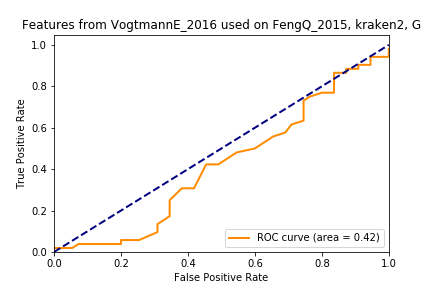 Features from VogtmannE_2016 used on FengQ_2015, kraken2, G
1.0
0.8
0.6
0.4
0.2
0.0
True Positive Rate
ROC curve (area = 0.42)
0.0 0.2 0.4 0.6 0.8 1.0
False Positive Rate